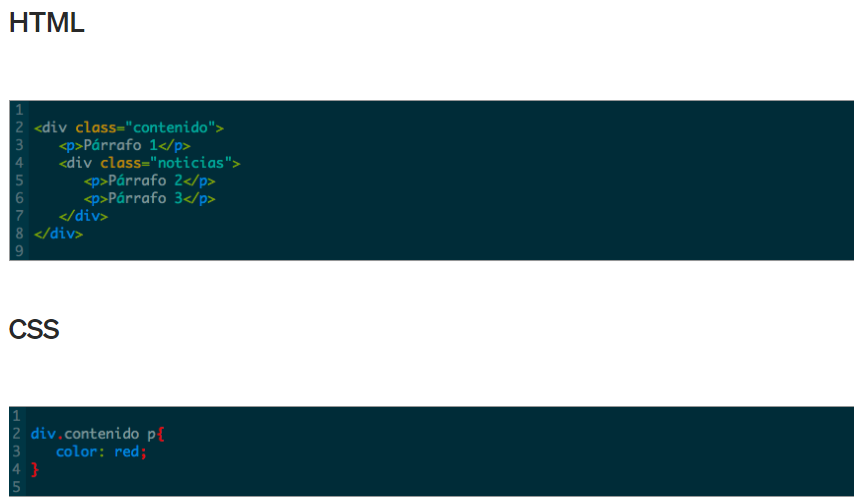 HTML
1
2 <div class="contenido">
3 <p>Párrafo 1</p>
4 <div class="noticias">
5 <p>Párrafo 2</p>
6 <p>Párrafo 3</p>
7 </div>
8 </div>
9
CSS
1
2 div.contenido p{
3 color: red;
4 }
5